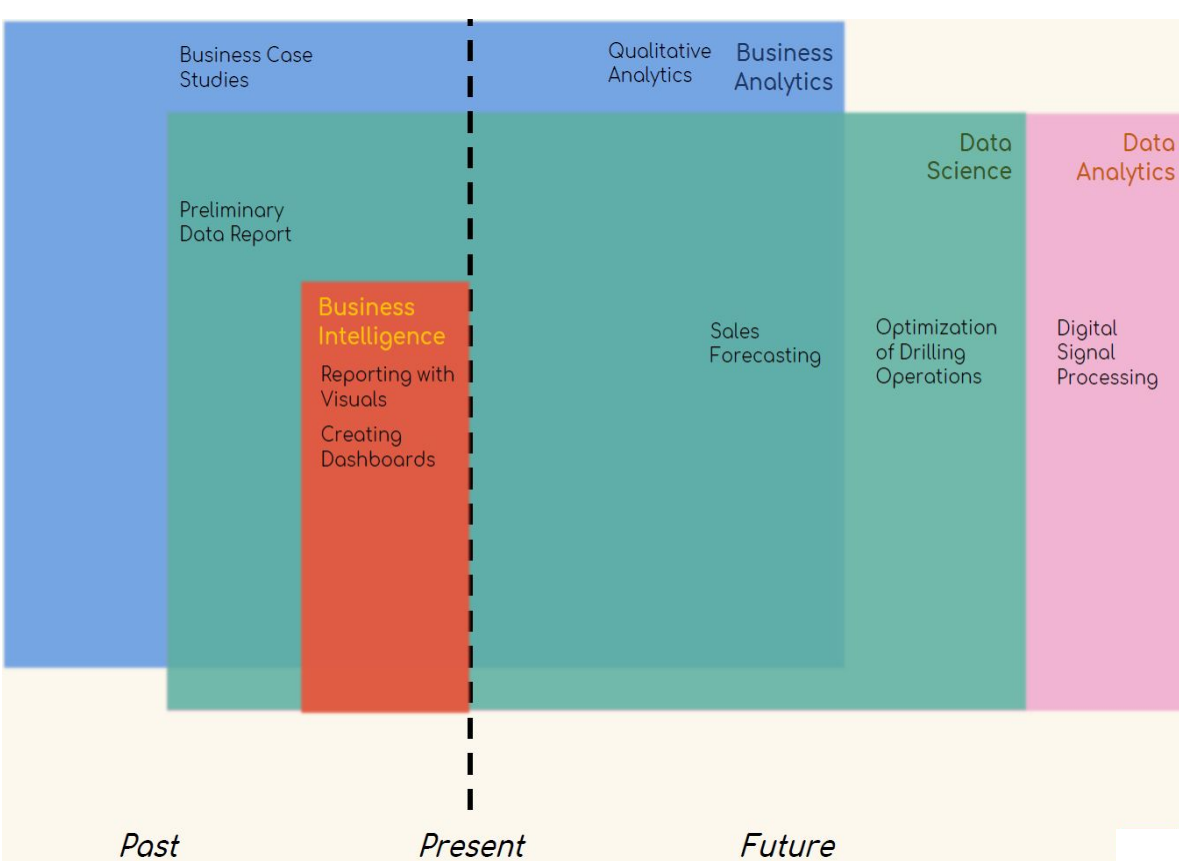 Business Case
Studies
Qualitative
Analytics
Business
Analytics
Data
Science
Data
Analytics
Preliminary
Data Report
Business
Intelligence
Reporting with
Visuals
Creating
Dashboards
Sales
Forecasting
Optimization
of Drilling
Operations
Digital
Signal
Processing
Past
Present
Future